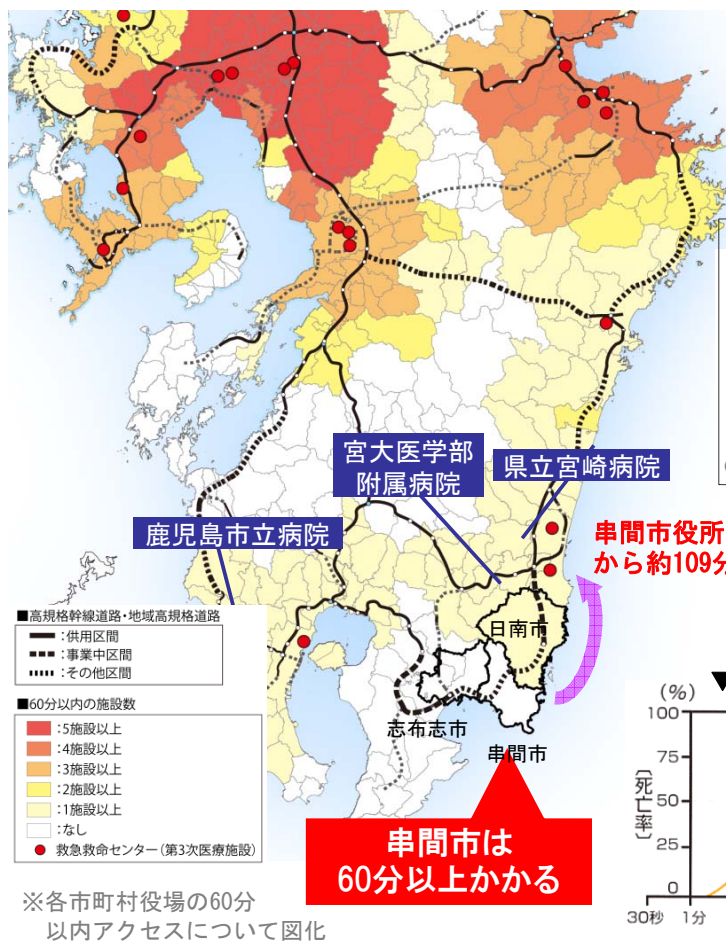 宮大医学部
附属病院
県立宮崎病院
鹿児島市立病院
串間市役所
から約109分
日南市
志布志市
串間市
串間市は
60分以上かかる
■高規格幹線道路・地域高規格道路
:供用区間
:事業中区間
:その他区間
■60分以内の施設数
:5施設以上
:4施設以上
:3施設以上
:2施設以上
:1施設以上
:なし
:救急救命センター(第3次医療施設)
※各市町村役場の60分
以内アクセスについて図化
(%)
100
75
50
25
0
〔死亡率〕
30秒 1分